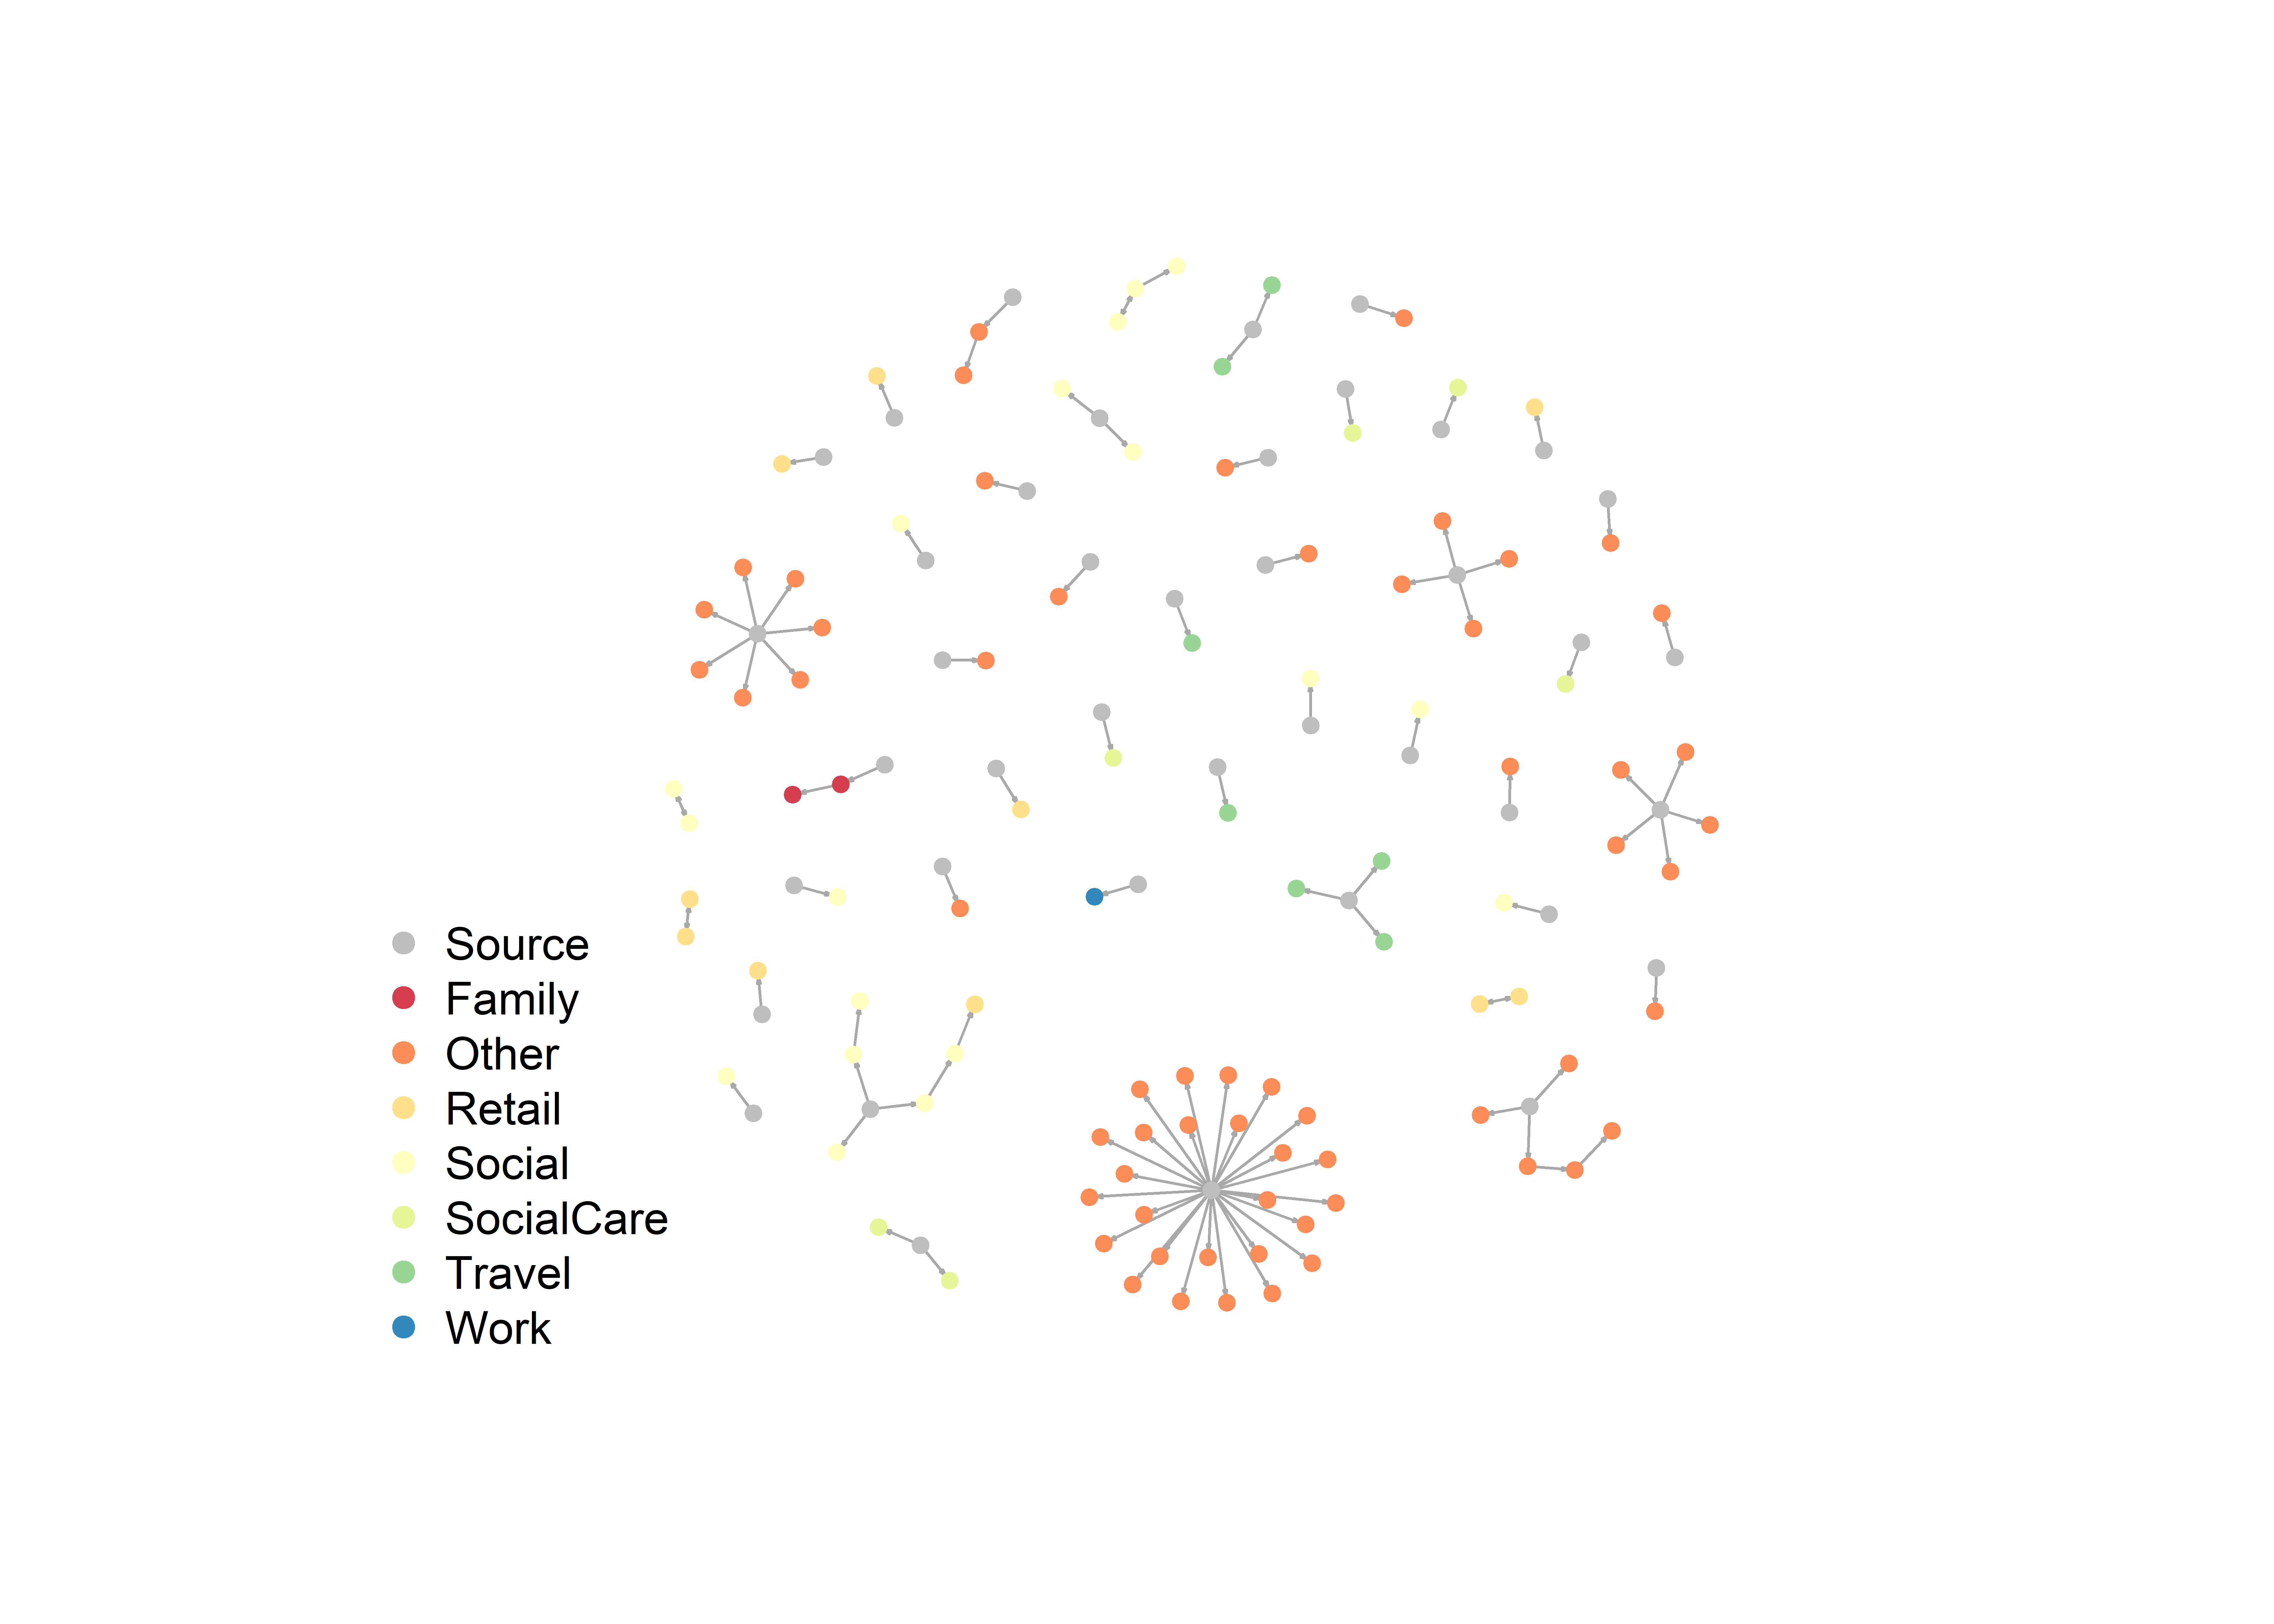 Source
Family
Other
Retail
Social
SocialCare
Travel
Work